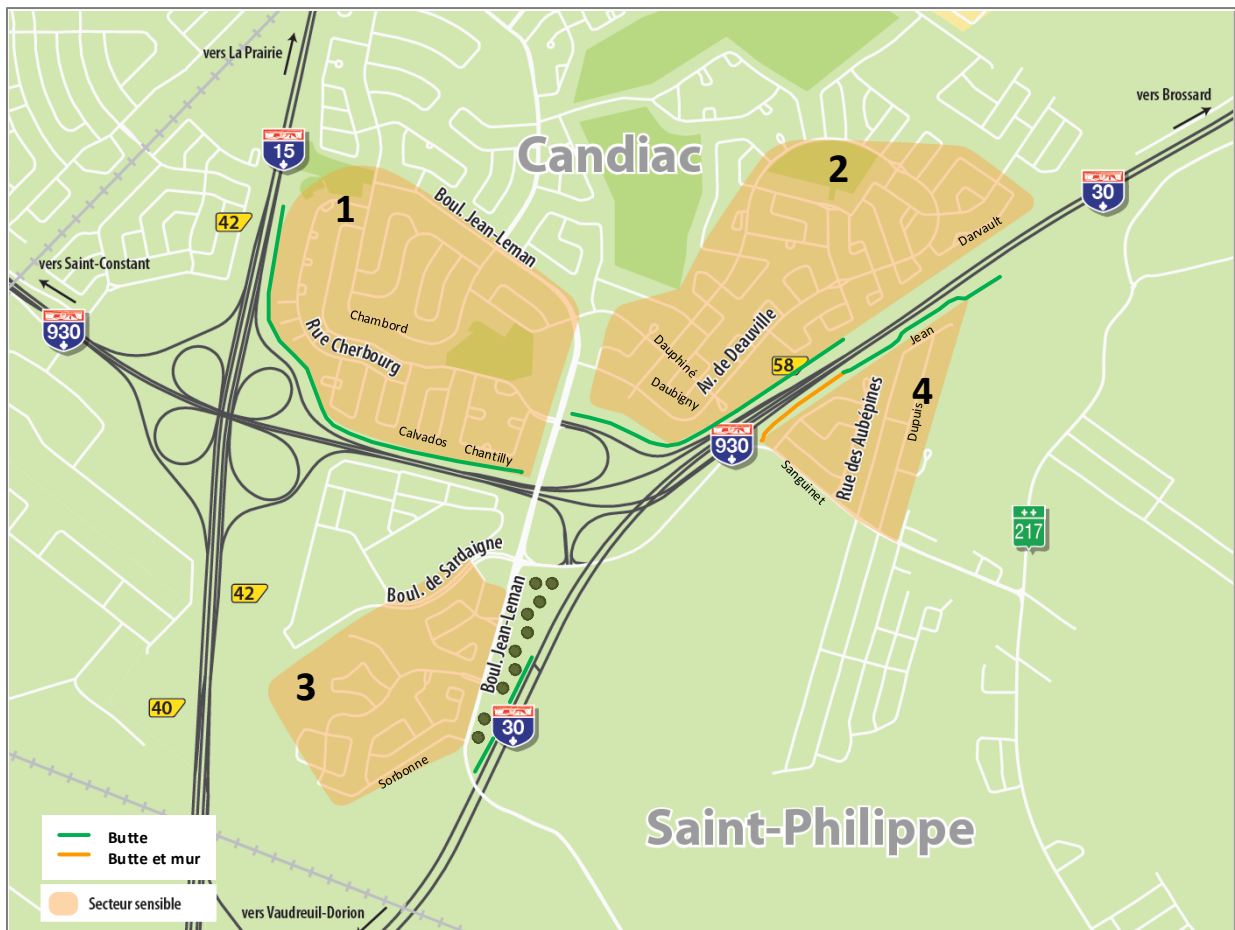 vers La Prairie
vers Brossard
15
Candiac
2
30
1
Boul. Jean-Leman
42
Darvault
vers Saint-Constant
930
Chambord
Rue Cherbourg
Dauphiné
Av. de Deauville
Jean
58
Daubigny
4
Dupuis
Rue des Aubépines
Calvados
Chantilly
930
Sanguinet
217
Boul. de Sardaigne
42
Boul. Jean-Leman
3
40
30
Sorbonne
Saint-Philippe
Butte
Butte et mur
Secteur sensible
vers Vaudreuil-Dorion